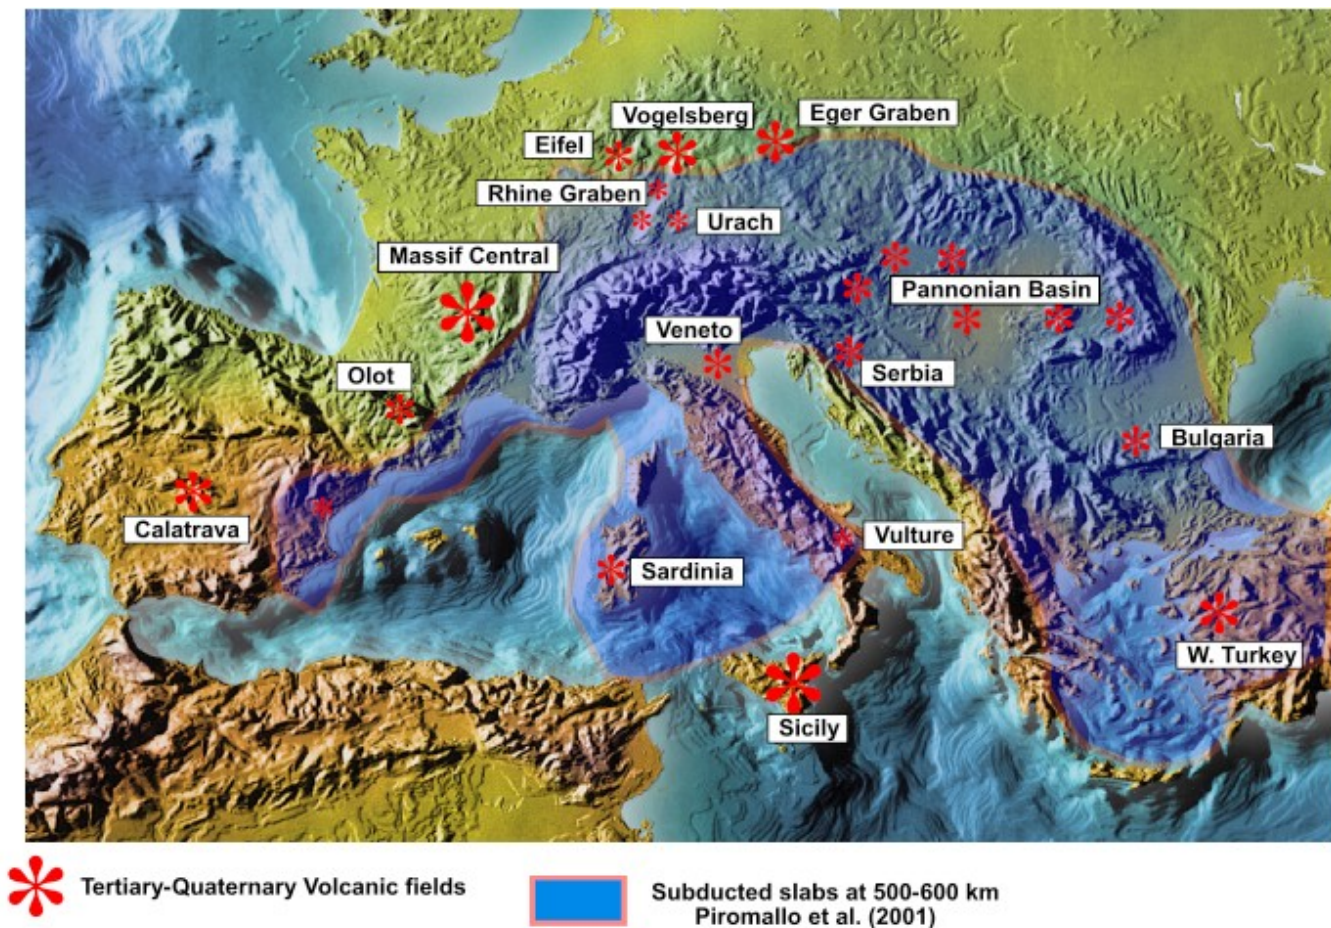 Eger Graben
Vogelsberg
Eifel
Rhine Graben
Urach
Massif Central
Pannonian Basin
Veneto
Serbia
Olot
Bulgaria
Calatrava
Vulture
Sardinia
W. Turkey
Sicily
Tertiary-Quaternary Volcanic fields
Subducted slabs at 500-600 km
Piromallo et al. (2001)